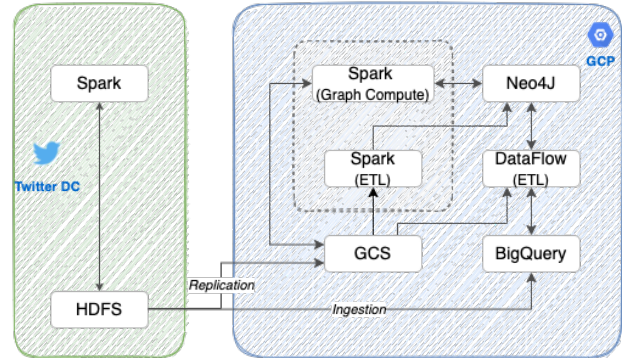 GCP
Spark
Spark
(Graph Compute)
Neo4J
Twitter DC
Spark
(ETL)
DataFlow
(ETL)
GCS
BigQuery
Replication
HDFS
Ingestion